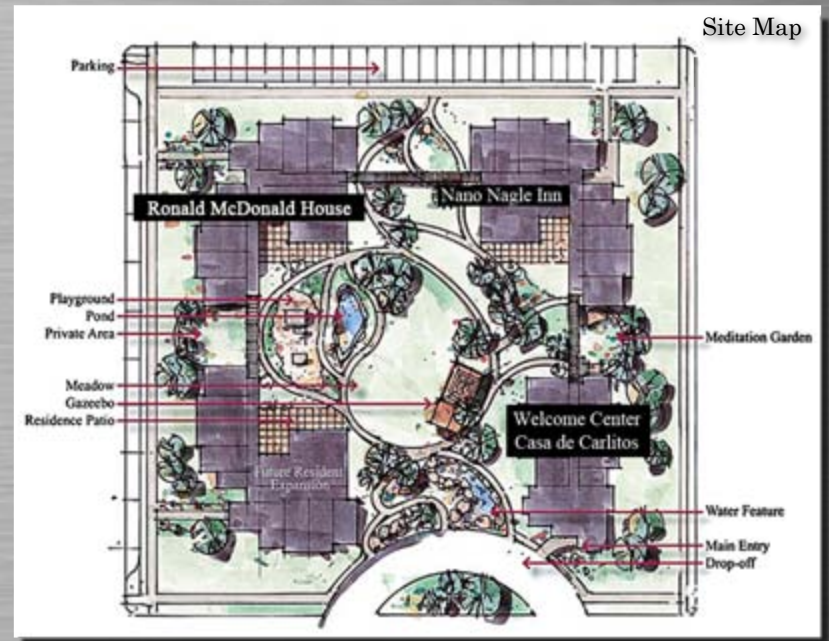 Site Map
Parking
Ronald McDonald House
Nano Nagle Inn
Playground
Pond
Private Area
Meditation Garden
Meadow
Gazeebo
Residence Patio
Welcome Center
Casa de Carlitos
Future Resident
Expansion
Water Feature
Main Entry
Drop-off